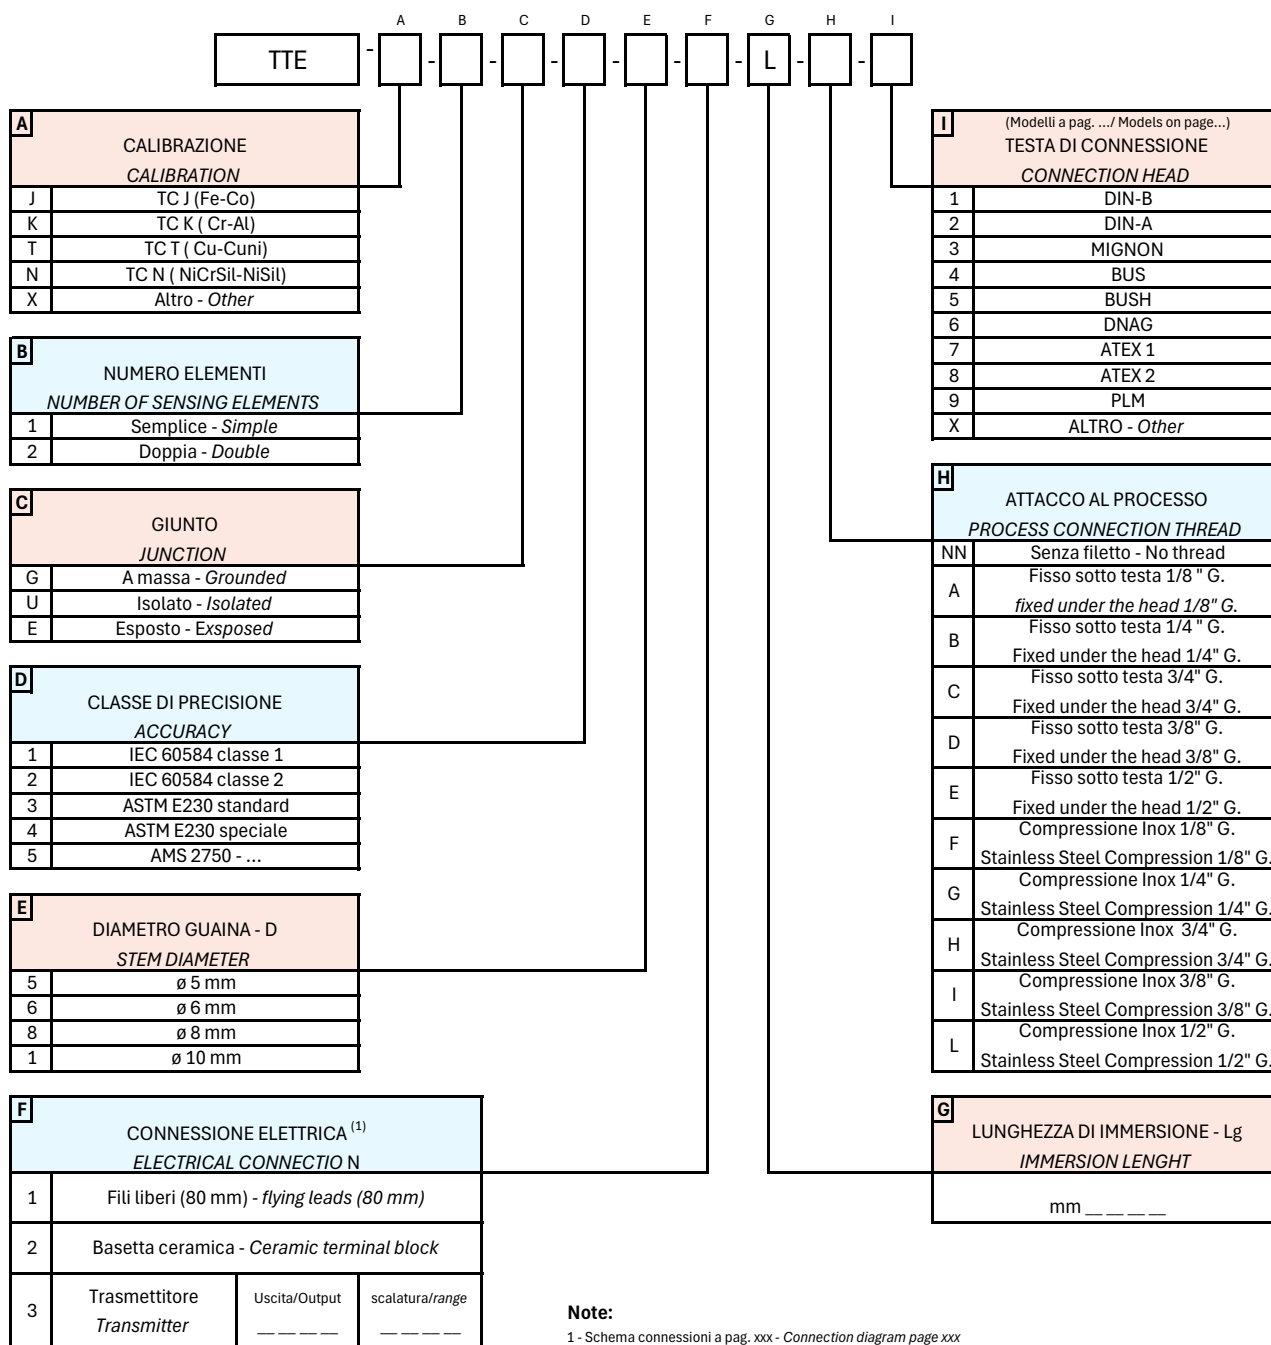 A B C D E F G H I
TTE - - - - - - - L - -
A
CALIBRAZIONE
CALIBRATION
J TC J (Fe-Co)
K TC K ( Cr-Al)
T TC T ( Cu-Cuni)
N TC N ( NiCrSil-NiSil)
X Altro - Other
B
NUMERO ELEMENTI
NUMBER OF SENSING ELEMENTS
1 Semplice - Simple
2 Doppia - Double
C
GIUNTO
JUNCTION
G A massa - Grounded
U Isolato - Isolated
E Esposto - Exsposed
D
CLASSE DI PRECISIONE
ACCURACY
1 IEC 60584 classe 1
2 IEC 60584 classe 2
3 ASTM E230 standard
4 ASTM E230 speciale
5 AMS 2750 - ...
E
DIAMETRO GUAINA - D
STEM DIAMETER
5 ø 5 mm
6 ø 6 mm
8 ø 8 mm
1 ø 10 mm
F
CONNESSIONE ELETTRICA (1)
ELECTRICAL CONNECTIO N
1 Fili liberi (80 mm) - flying leads (80 mm)
2 Basetta ceramica - Ceramic terminal block
3 Trasmettitore
Transmitter
Uscita/Output
__ __ __ __
scalatura/range
__ __ __ __
I
(Modelli a pag. .../ Models on page...)
TESTA DI CONNESSIONE
CONNECTION HEAD
1 DIN-B
2 DIN-A
3 MIGNON
4 BUS
5 BUSH
6 DNAG
7 ATEX 1
8 ATEX 2
9 PLM
X ALTRO - Other
H
ATTACCO AL PROCESSO
PROCESS CONNECTION THREAD
NN Senza filetto - No thread
A Fisso sotto testa 1/8 " G.
fixed under the head 1/8" G.
B Fisso sotto testa 1/4 " G.
Fixed under the head 1/4" G.
C Fisso sotto testa 3/4" G.
Fixed under the head 3/4" G.
D Fisso sotto testa 3/8" G.
Fixed under the head 3/8" G.
E Fisso sotto testa 1/2" G.
Fixed under the head 1/2" G.
F Compressione Inox 1/8" G.
Stainless Steel Compression 1/8" G.
G Compressione Inox 1/4" G.
Stainless Steel Compression 1/4" G.
H Compressione Inox 3/4" G.
Stainless Steel Compression 3/4" G.
I Compressione Inox 3/8" G.
Stainless Steel Compression 3/8" G.
L Compressione Inox 1/2" G.
Stainless Steel Compression 1/2" G.
G
LUNGHEZZA DI IMMERSIONE - Lg
IMMERSION LENGHT
mm __ __ __ __
Note:
1 - Schema connessioni a pag. xxx - Connection diagram page xxx